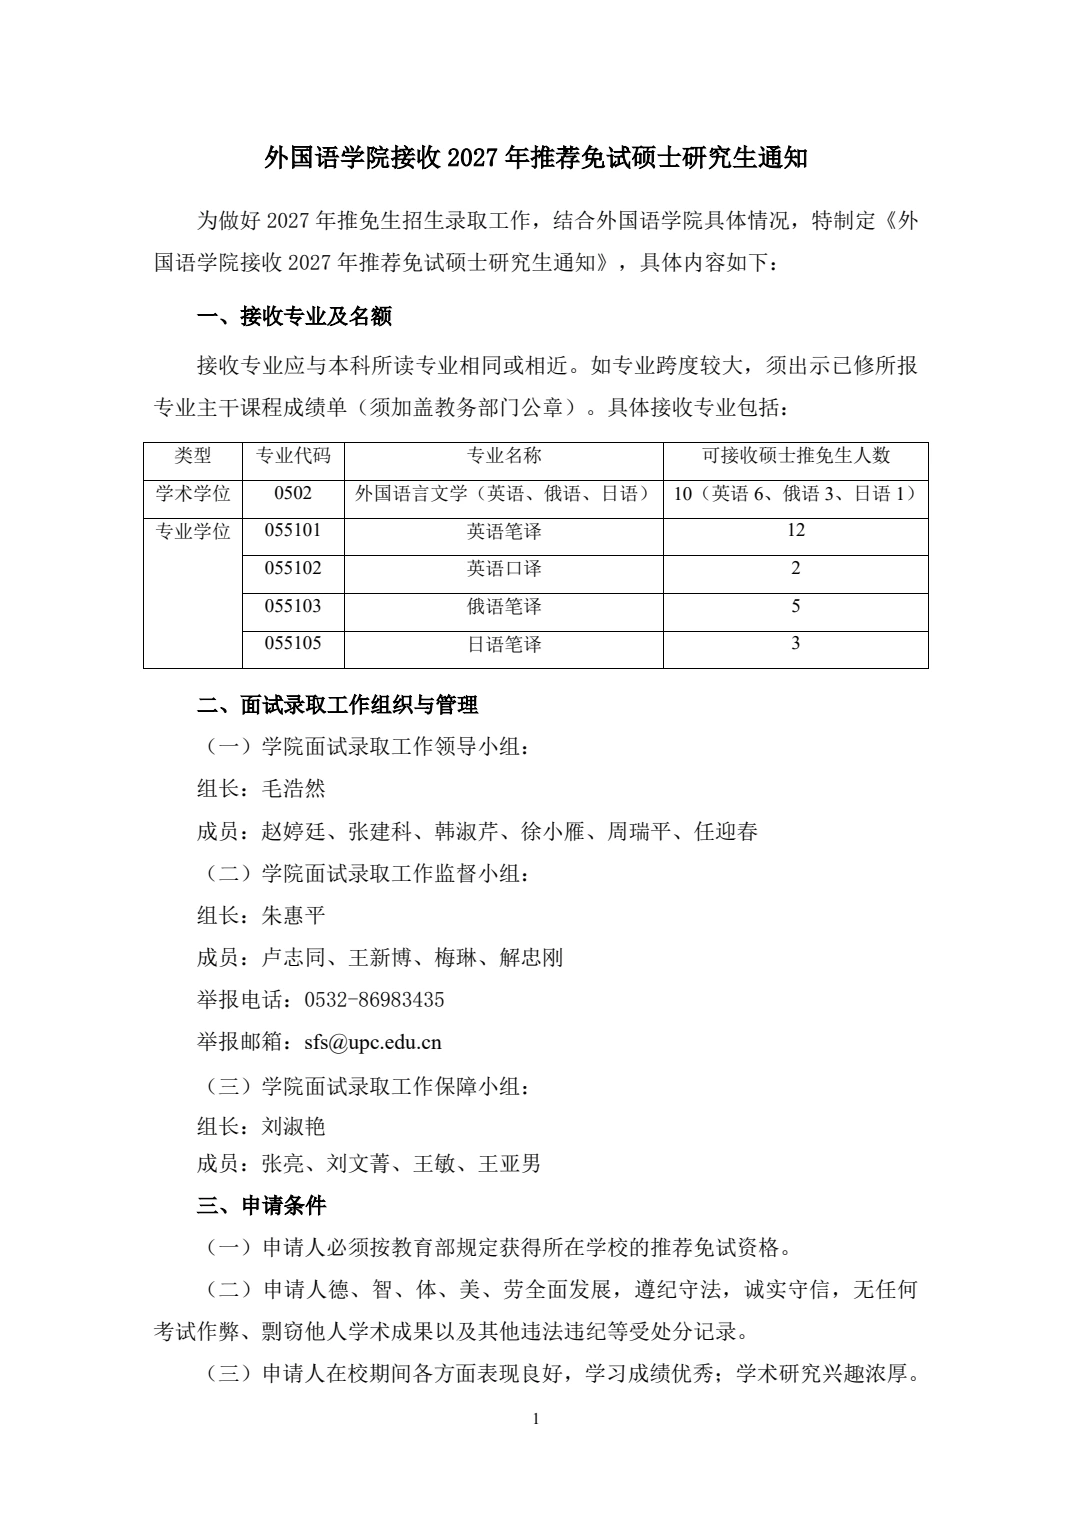 外国语学院接收 2027 年推荐免试硕士研究生通知
为做好 2027 年推免生招生录取工作，结合外国语学院具体情况，特制定《外
国语学院接收 2027 年推荐免试硕士研究生通知》，具体内容如下：
一、接收专业及名额
接收专业应与本科所读专业相同或相近。如专业跨度较大，须出示已修所报
专业主干课程成绩单（须加盖教务部门公章）。具体接收专业包括：
类型 专业代码 专业名称 可接收硕士推免生人数
学术学位 0502 外国语言文学（英语、俄语、日语） 10（英语 6、俄语 3、日语 1）
专业学位 055101 英语笔译 12
055102 英语口译 2
055103 俄语笔译 5
055105 日语笔译 3
二、面试录取工作组织与管理
（一）学院面试录取工作领导小组：
组长：毛浩然
成员：赵婷廷、张建科、韩淑芹、徐小雁、周瑞平、任迎春
（二）学院面试录取工作监督小组：
组长：朱惠平
成员：卢志同、王新博、梅琳、解忠刚
举报电话：0532-86983435
举报邮箱：sfs@upc.edu.cn
（三）学院面试录取工作保障小组：
组长：刘淑艳
成员：张亮、刘文菁、王敏、王亚男
三、申请条件
（一）申请人必须按教育部规定获得所在学校的推荐免试资格。
（二）申请人德、智、体、美、劳全面发展，遵纪守法，诚实守信，无任何
考试作弊、剽窃他人学术成果以及其他违法违纪等受处分记录。
（三）申请人在校期间各方面表现良好，学习成绩优秀；学术研究兴趣浓厚。
1